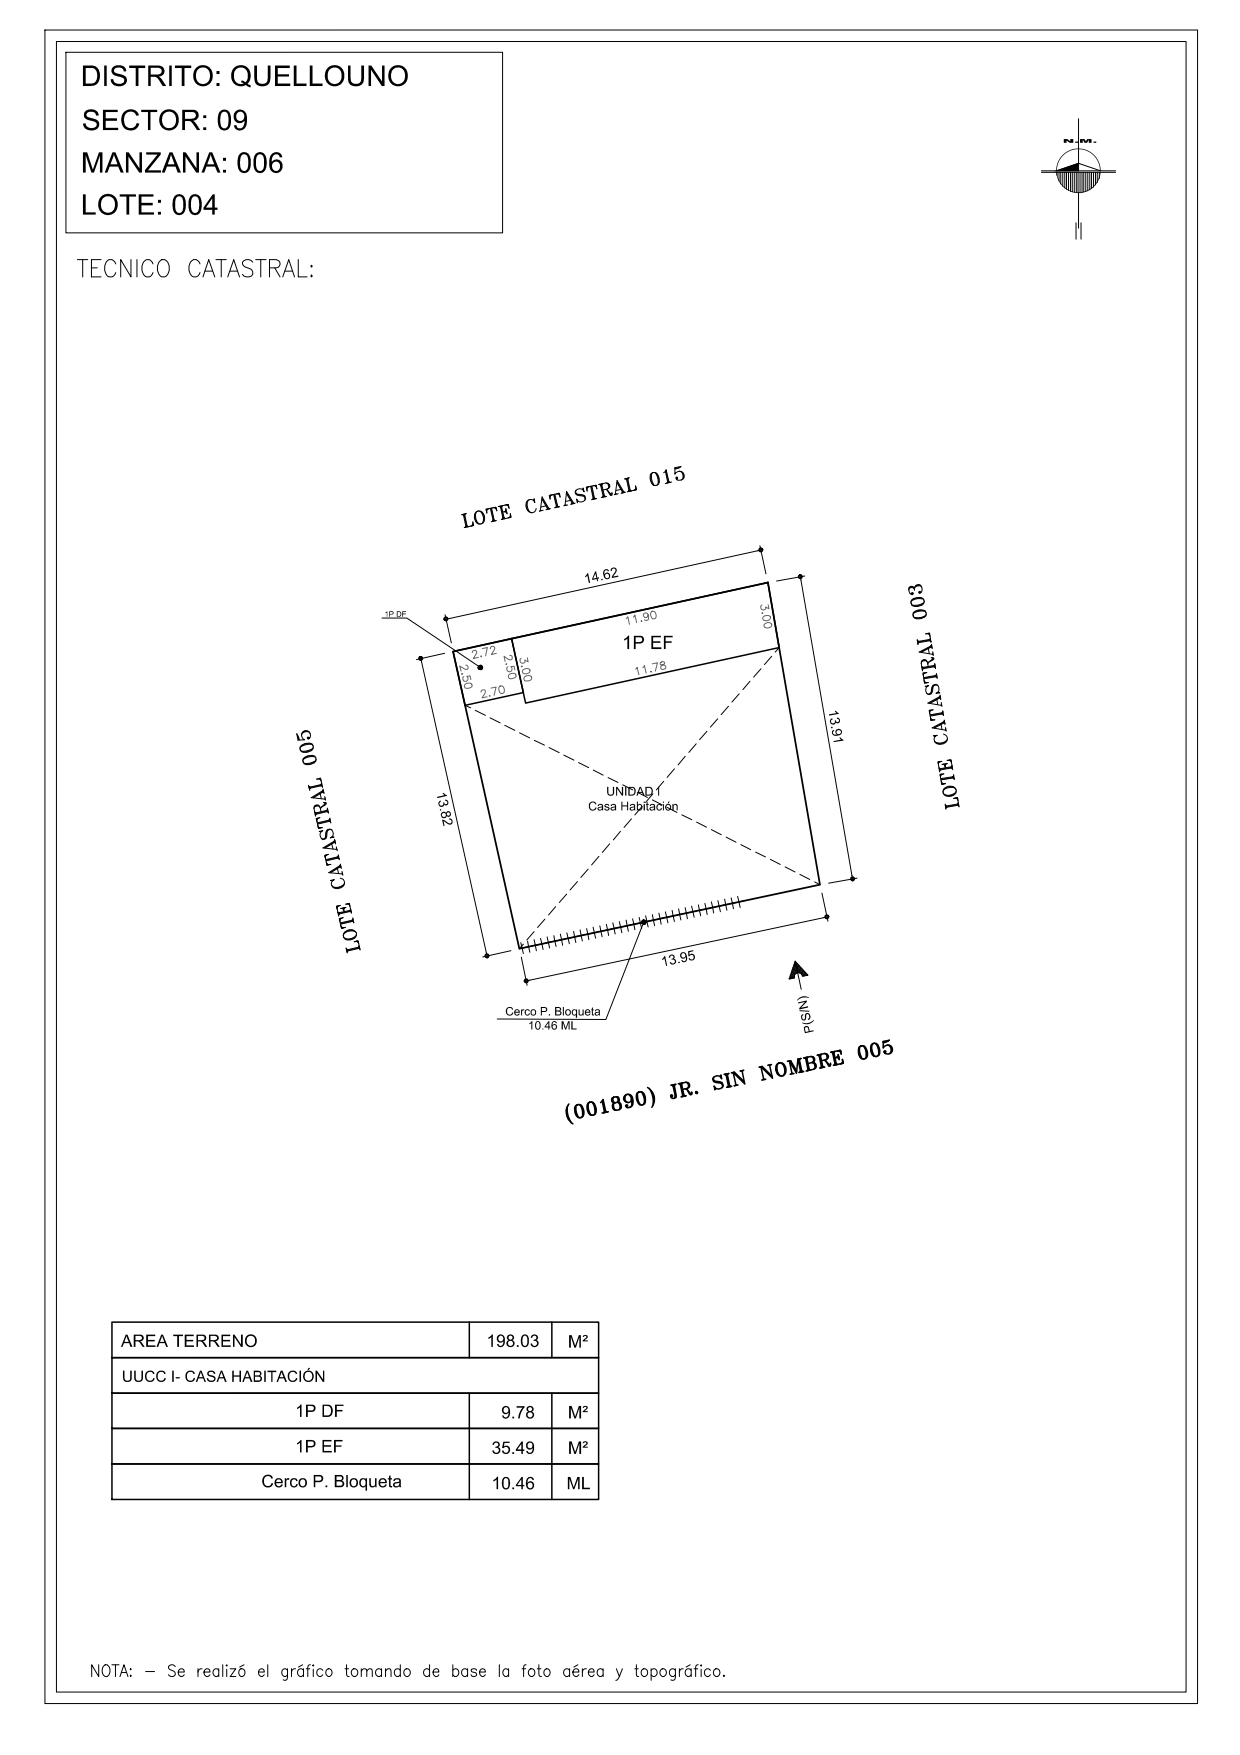 DISTRITO: QUELLOUNO
SECTOR: 09
MANZANA: 006
LOTE: 004
N.M.
TECNICO CATASTRAL:
LOTE CATASTRAL 015
14.62
1P DF
11.90
3.00
1P EF
2.72
2.50
2.50
3.00
11.78
2.70
LOTE CATASTRAL 003
13.91
LOTE CATASTRAL 005
13.82
UNIDAD I
Casa Habitación
13.95
Cerco P. Bloqueta
10.46 ML
P(S/N)
(001890) JR. SIN NOMBRE 005
AREA TERRENO 198.03 M²
UUCC I- CASA HABITACIÓN
1P DF 9.78 M²
1P EF 35.49 M²
Cerco P. Bloqueta 10.46 ML
NOTA: – Se realizó el gráfico tomando de base la foto aérea y topográfico.